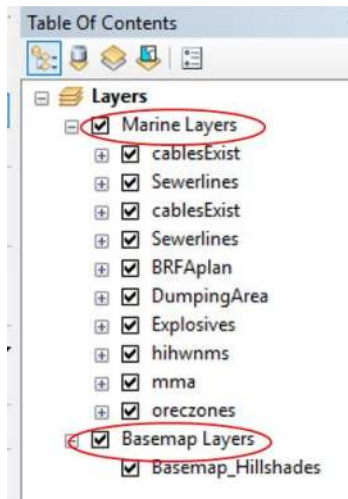 Table Of Contents
Layers
Marine Layers
cablesExist
Sewerlines
cablesExist
Sewerlines
BRFAplan
DumpingArea
Explosives
hihwnms
mma
oreczones
Basemap Layers
Basemap_Hillshades